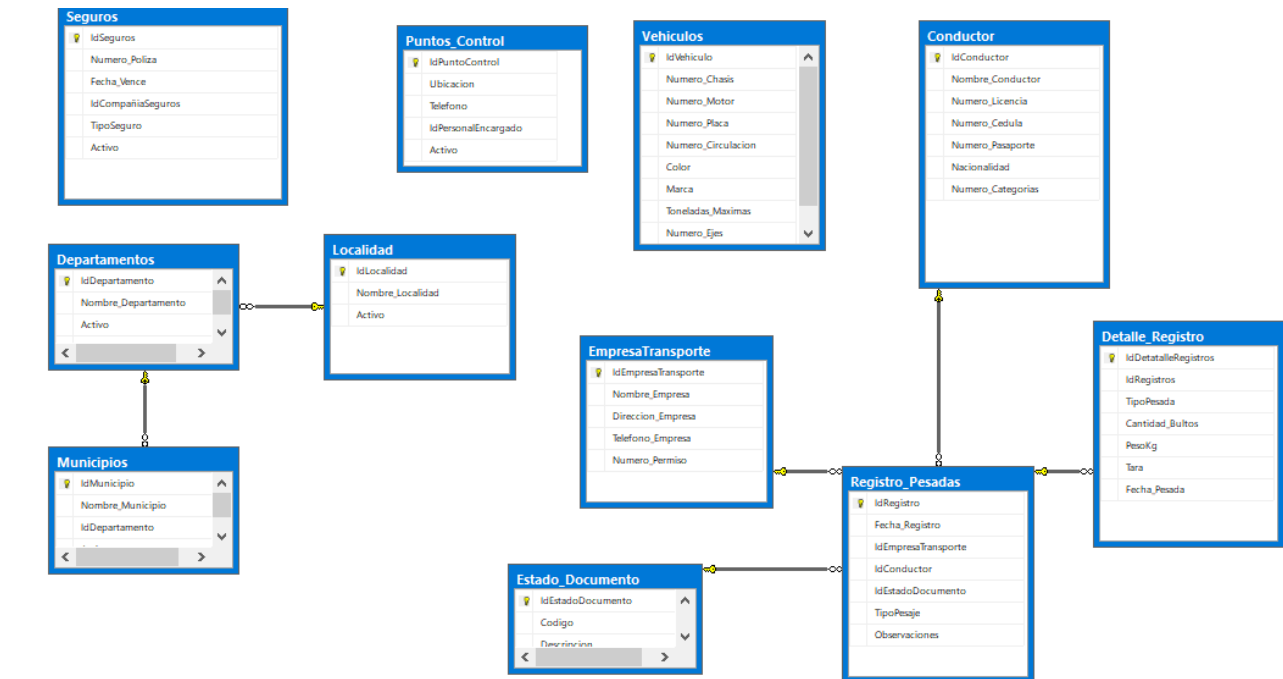 Seguros
IdSeguros
Numero_Poliza
Fecha_Vence
IdCompañiaSeguros
TipoSeguro
Activo
Puntos_Control
IdPuntoControl
Ubicacion
Telefono
IdPersonalEncargado
Activo
Vehiculos
IdVehiculo
Numero_Chasis
Numero_Motor
Numero_Placa
Numero_Circulacion
Color
Marca
Toneladas_Maximas
Numero_Ejes
Conductor
IdConductor
Nombre_Conductor
Numero_Licencia
Numero_Cedula
Numero_Pasaporte
Nacionalidad
Numero_Categorias
Departamentos
IdDepartamento
Nombre_Departamento
Activo
Localidad
IdLocalidad
Nombre_Localidad
Activo
EmpresaTransporte
IdEmpresaTransporte
Nombre_Empresa
Direccion_Empresa
Telefono_Empresa
Numero_Permiso
Detalle_Registro
IdDetatalleRegistros
IdRegistros
TipoPesada
Cantidad_Bultos
PesoKg
Tara
Fecha_Pesada
Municipios
IdMunicipio
Nombre_Municipio
IdDepartamento
Registro_Pesadas
IdRegistro
Fecha_Registro
IdEmpresaTransporte
IdConductor
IdEstadoDocumento
TipoPesaje
Observaciones
Estado_Documento
IdEstadoDocumento
Codigo
Descripcion